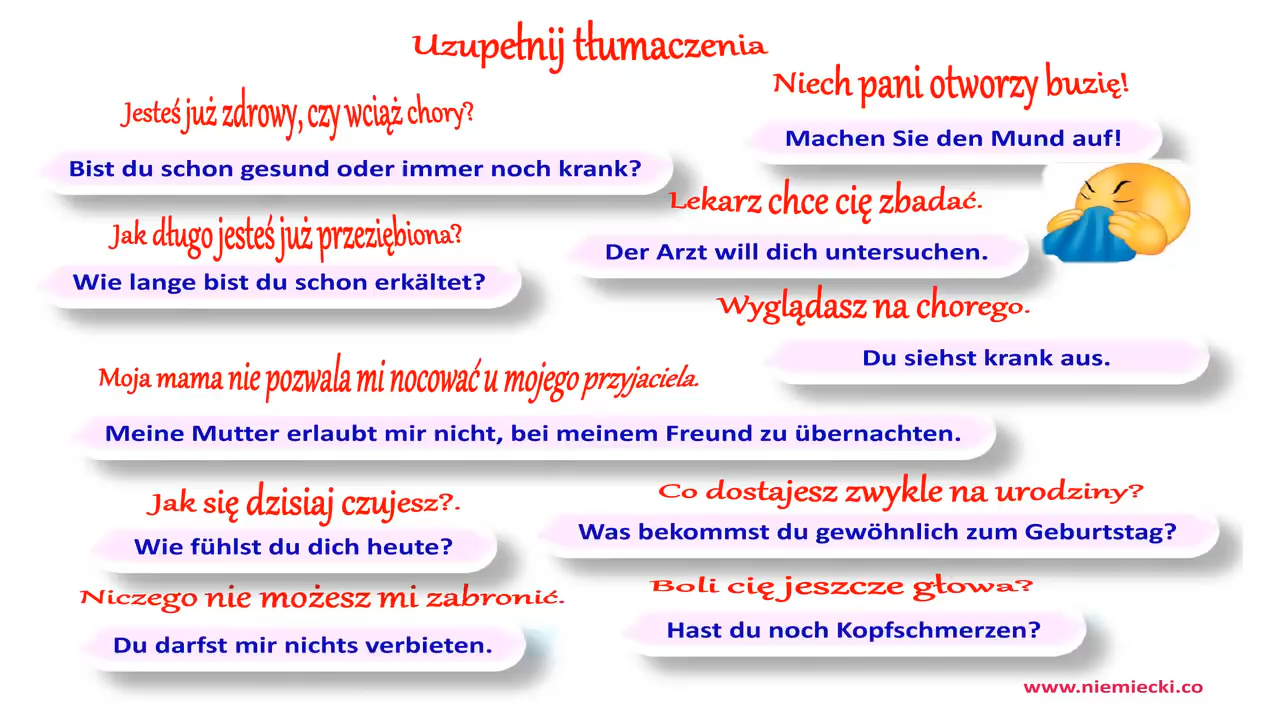 Uzupełnij tłumaczenia
Jesteś już zdrowy, czy wciąż chory?
Bist du schon gesund oder immer noch krank?
Niech pani otworzy buzię!
Machen Sie den Mund auf!
Jak długo jesteś już przeziębiona?
Wie lange bist du schon erkältet?
Lekarz chce cię zbadać.
Der Arzt will dich untersuchen.
Wyglądasz na chorego.
Du siehst krank aus.
Moja mama nie pozwala mi nocować u mojego przyjaciela.
Meine Mutter erlaubt mir nicht, bei meinem Freund zu übernachten.
Jak się dzisiaj czujesz?.
Wie fühlst du dich heute?
Co dostajesz zwykle na urodziny?
Was bekommst du gewöhnlich zum Geburtstag?
Niczego nie możesz mi zabronić.
Du darfst mir nichts verbieten.
Boli cię jeszcze głowa?
Hast du noch Kopfschmerzen?
www.niemiecki.co